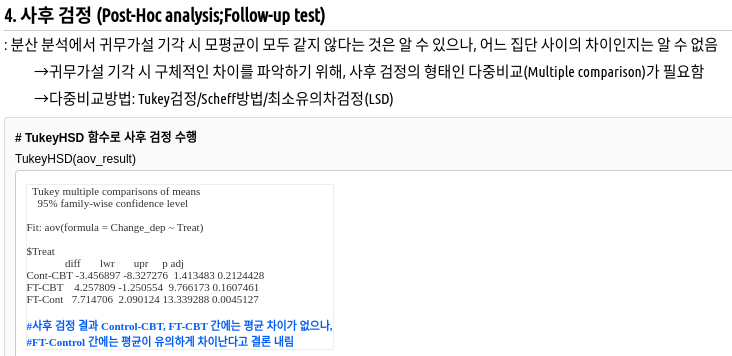 4. 사후 검정 (Post-Hoc analysis;Follow-up test)
: 분산 분석에서 귀무가설 기각 시 모평균이 모두 같지 않다는 것은 알 수 있으나, 어느 집단 사이의 차이인지는 알 수 없음
→귀무가설 기각 시 구체적인 차이를 파악하기 위해, 사후 검정의 형태인 다중비교(Multiple comparison)가 필요함
→다중비교방법: Tukey검정/Scheff방법/최소유의차검정(LSD)
# TukeyHSD 함수로 사후 검정 수행
TukeyHSD(aov_result)
Tukey multiple comparisons of means
95% family-wise confidence level
Fit: aov(formula = Change_dep ~ Treat)
$Treat
diff lwr upr p adj
Cont-CBT -3.456897 -8.327276 1.413483 0.2124428
FT-CBT 4.257809 -1.250554 9.766173 0.1607461
FT-Cont 7.714706 2.090124 13.339288 0.0045127
#사후 검정 결과 Control-CBT, FT-CBT 간에는 평균 차이가 없으나,
#FT-Control 간에는 평균이 유의하게 차이난다고 결론 내림